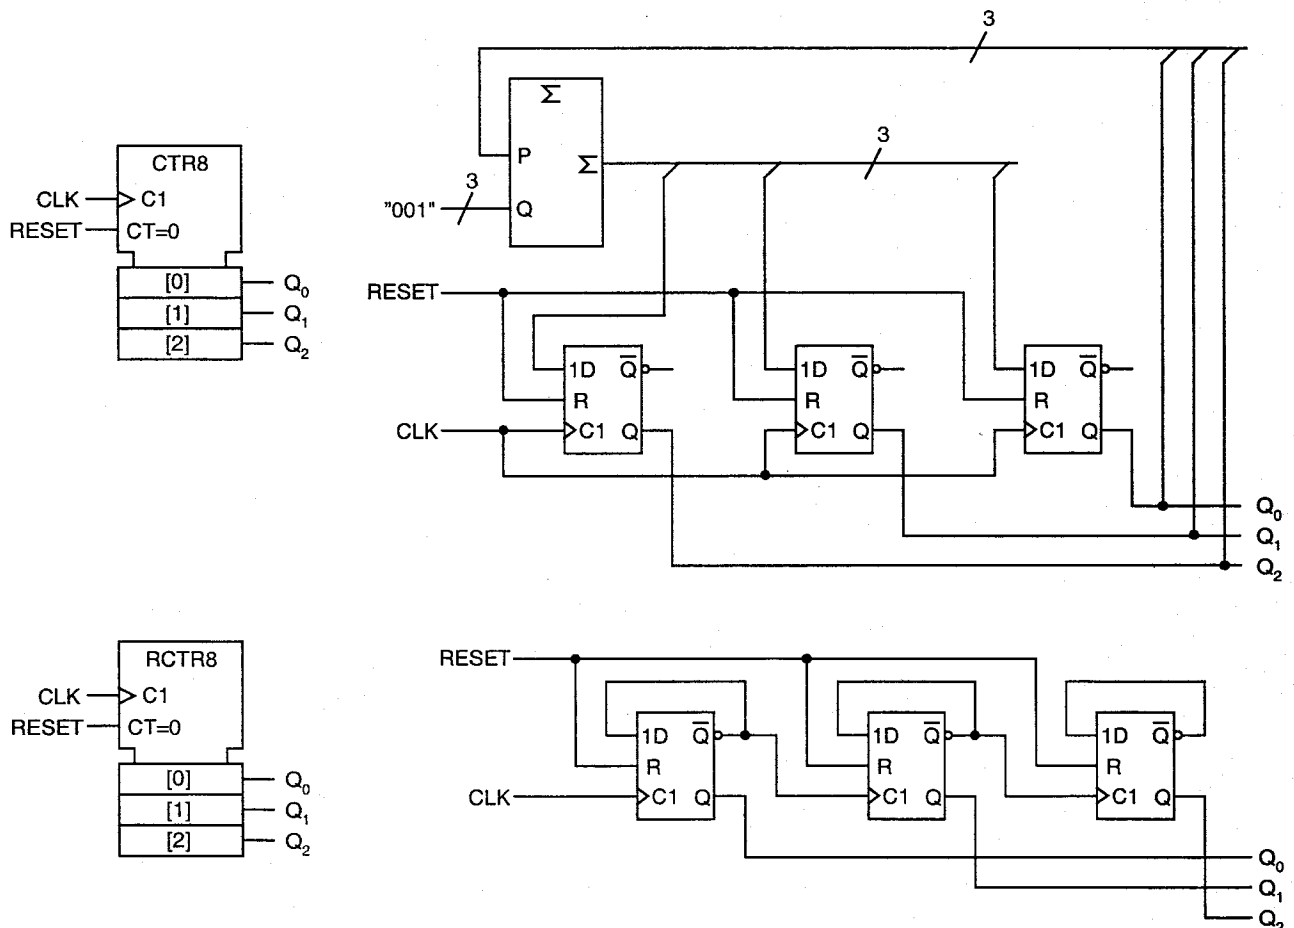 3
Σ
CTR8
P
Σ
3
CLK
C1
"001"
3
Q
RESET
CT=0
[0]
Q0
RESET
[1]
Q1
[2]
Q2
1D
Q̅
1D
Q̅
1D
Q̅
R
R
R
CLK
C1
Q
C1
Q
C1
Q
Q0
Q1
Q2
RCTR8
RESET
CLK
C1
RESET
CT=0
1D
Q̅
1D
Q̅
1D
Q̅
R
R
R
[0]
Q0
CLK
C1
Q
C1
Q
C1
Q
[1]
Q1
[2]
Q2
Q0
Q1
Q2